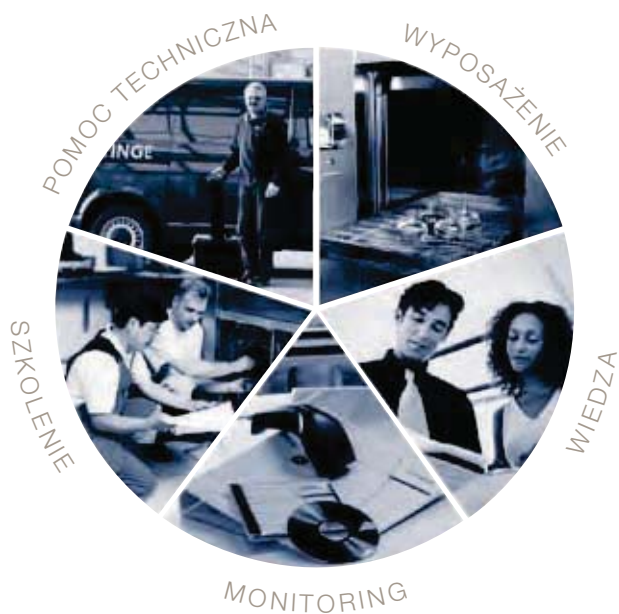 POMOC TECHNICZNA
WYPOSAŻENIE
INGE
SZKOLENIE
WIEDZA
MONITORING